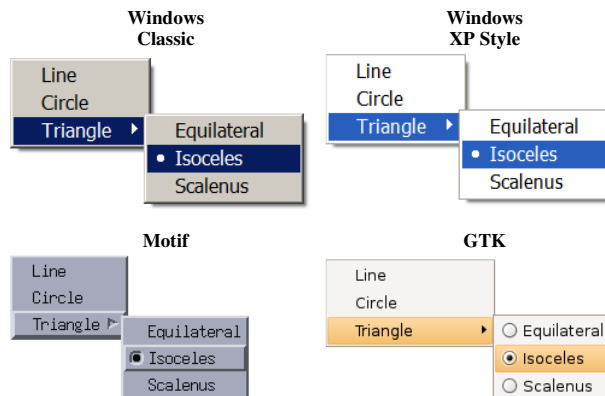 Windows
Classic
Line
Circle
Triangle
Equilateral
Isoceles
Scalenus
Windows
XP Style
Line
Circle
Triangle
Equilateral
Isoceles
Scalenus
Motif
Line
Circle
Triangle
Equilateral
Isoceles
Scalenus
GTK
Line
Circle
Triangle
Equilateral
Isoceles
Scalenus